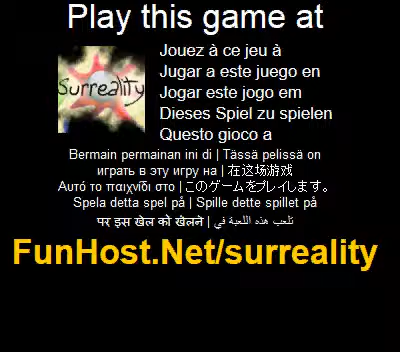 Play this game at
Surreality
Jouez à ce jeu à
Jugar a este juego en
Jogar este jogo em
Dieses Spiel zu spielen
Questo gioco a
Bermain permainan ini di | Tässä pelissä on
играть в эту игру на | 在这场游戏
Αυτό το παιχνίδι στο | このゲームをプレイします。
Spela detta spel på | Spille dette spillet på
पर इस खेल को खेलने | تلعب هذه اللعبة في
FunHost.Net/surreality